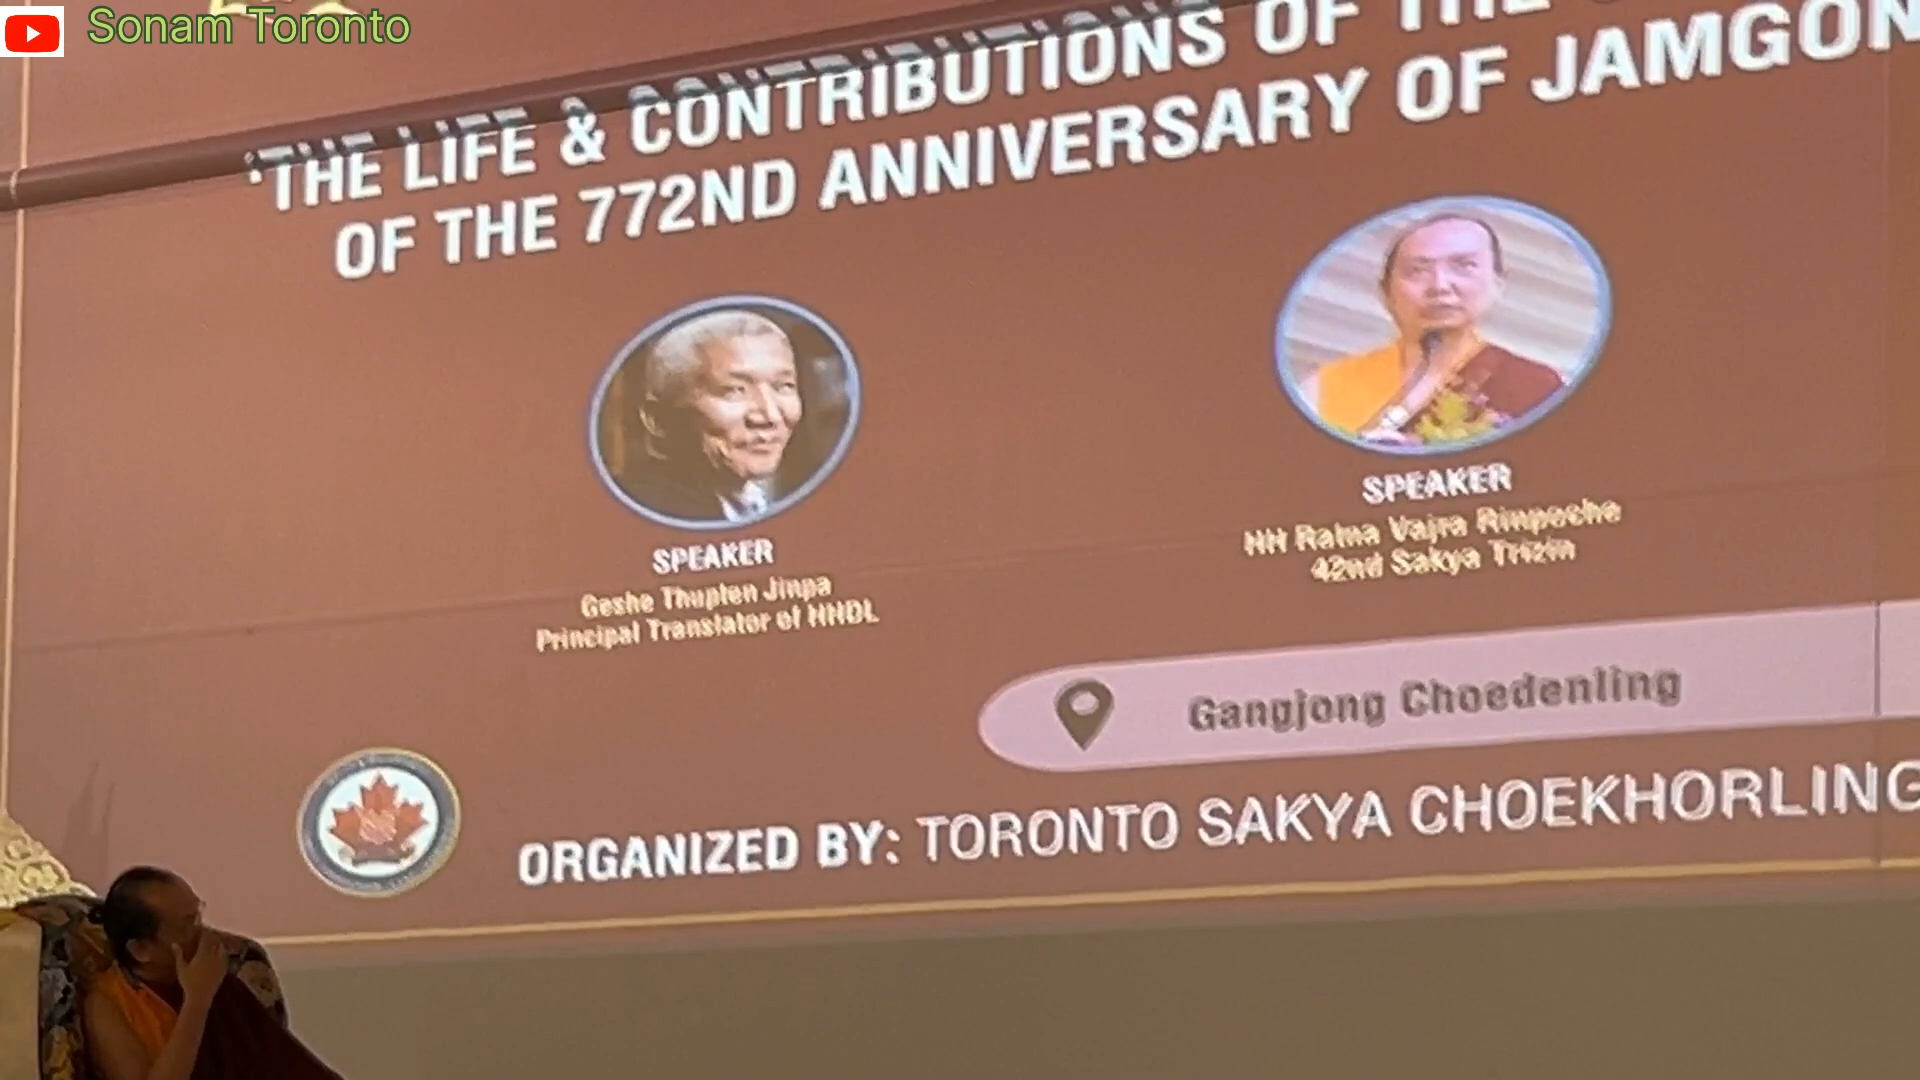 Sonam Toronto
'THE LIFE & CONTRIBUTIONS OF THE
OF THE 772ND ANNIVERSARY OF JAMGON
SPEAKER
Geshe Thupten Jinpa
Principal Translator of HHDL
SPEAKER
HH Ratna Vajra Rinpoche
42nd Sakya Trizin
Gangjong Choedenling
ORGANIZED BY: TORONTO SAKYA CHOEKHORLING